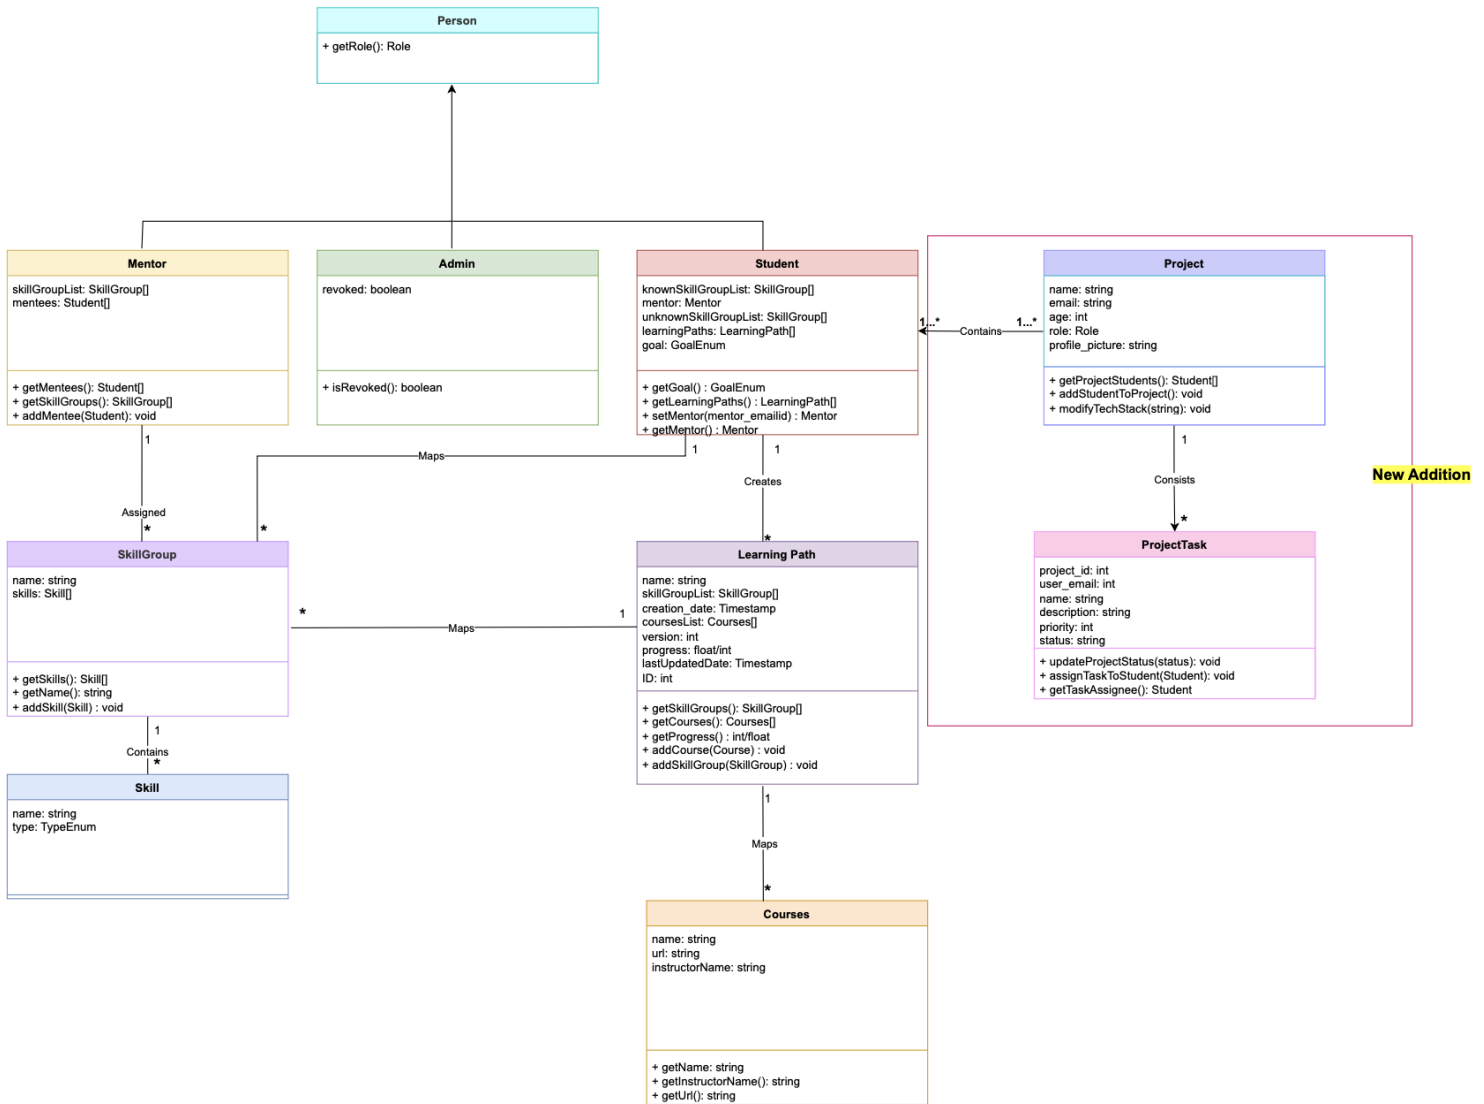 Person
+ getRole(): Role
Mentor
skillGroupList: SkillGroup[]
mentees: Student[]
+ getMentees(): Student[]
+ getSkillGroups(): SkillGroup[]
+ addMentee(Student): void
Admin
revoked: boolean
+ isRevoked(): boolean
Student
knownSkillGroupList: SkillGroup[]
mentor: Mentor
unknownSkillGroupList: SkillGroup[]
learningPaths: LearningPath[]
goal: GoalEnum
+ getGoal() : GoalEnum
+ getLearningPaths() : LearningPath[]
+ setMentor(mentor_emailid) : Mentor
+ getMentor() : Mentor
1...*
Contains
1...*
Project
name: string
email: string
age: int
role: Role
profile_picture: string
+ getProjectStudents(): Student[]
+ addStudentToProject(): void
+ modifyTechStack(string): void
1
Assigned
*
Maps
1
*
1
Creates
*
1
Consists
*
New Addition
SkillGroup
name: string
skills: Skill[]
+ getSkills(): Skill[]
+ getName(): string
+ addSkill(Skill) : void
*
Maps
1
Learning Path
name: string
skillGroupList: SkillGroup[]
creation_date: Timestamp
coursesList: Courses[]
version: int
progress: float/int
lastUpdatedDate: Timestamp
ID: int
+ getSkillGroups(): SkillGroup[]
+ getCourses(): Courses[]
+ getProgress() : int/float
+ addCourse(Course) : void
+ addSkillGroup(SkillGroup) : void
ProjectTask
project_id: int
user_email: int
name: string
description: string
priority: int
status: string
+ updateProjectStatus(status): void
+ assignTaskToStudent(Student): void
+ getTaskAssignee(): Student
1
Contains
*
Skill
name: string
type: TypeEnum
1
Maps
*
Courses
name: string
url: string
instructorName: string
+ getName: string
+ getInstructorName(): string
+ getUrl(): string